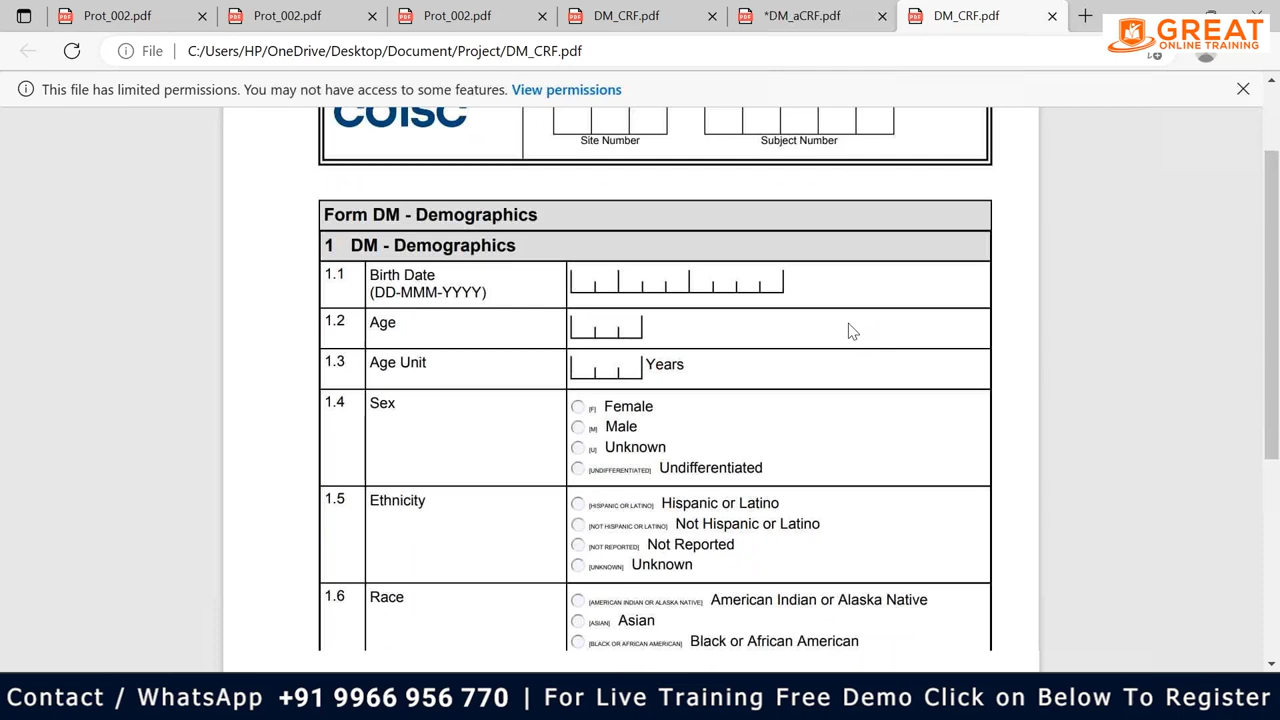 Prot_002.pdf
Prot_002.pdf
Prot_002.pdf
DM_CRF.pdf
*DM_aCRF.pdf
DM_CRF.pdf
GREAT
ONLINE TRAINING
File C:/Users/HP/OneDrive/Desktop/Document/Project/DM_CRF.pdf
This file has limited permissions. You may not have access to some features. View permissions
COISC
Site Number Subject Number
Form DM - Demographics
1 DM - Demographics
1.1 Birth Date
(DD-MMM-YYYY)
1.2 Age
1.3 Age Unit Years
1.4 Sex [F] Female
[M] Male
[U] Unknown
[UNDIFFERENTIATED] Undifferentiated
1.5 Ethnicity [HISPANIC OR LATINO] Hispanic or Latino
[NOT HISPANIC OR LATINO] Not Hispanic or Latino
[NOT REPORTED] Not Reported
[UNKNOWN] Unknown
1.6 Race [AMERICAN INDIAN OR ALASKA NATIVE] American Indian or Alaska Native
[ASIAN] Asian
[BLACK OR AFRICAN AMERICAN] Black or African American
Contact / WhatsApp +91 9966 956 770 | For Live Training Free Demo Click on Below To Register